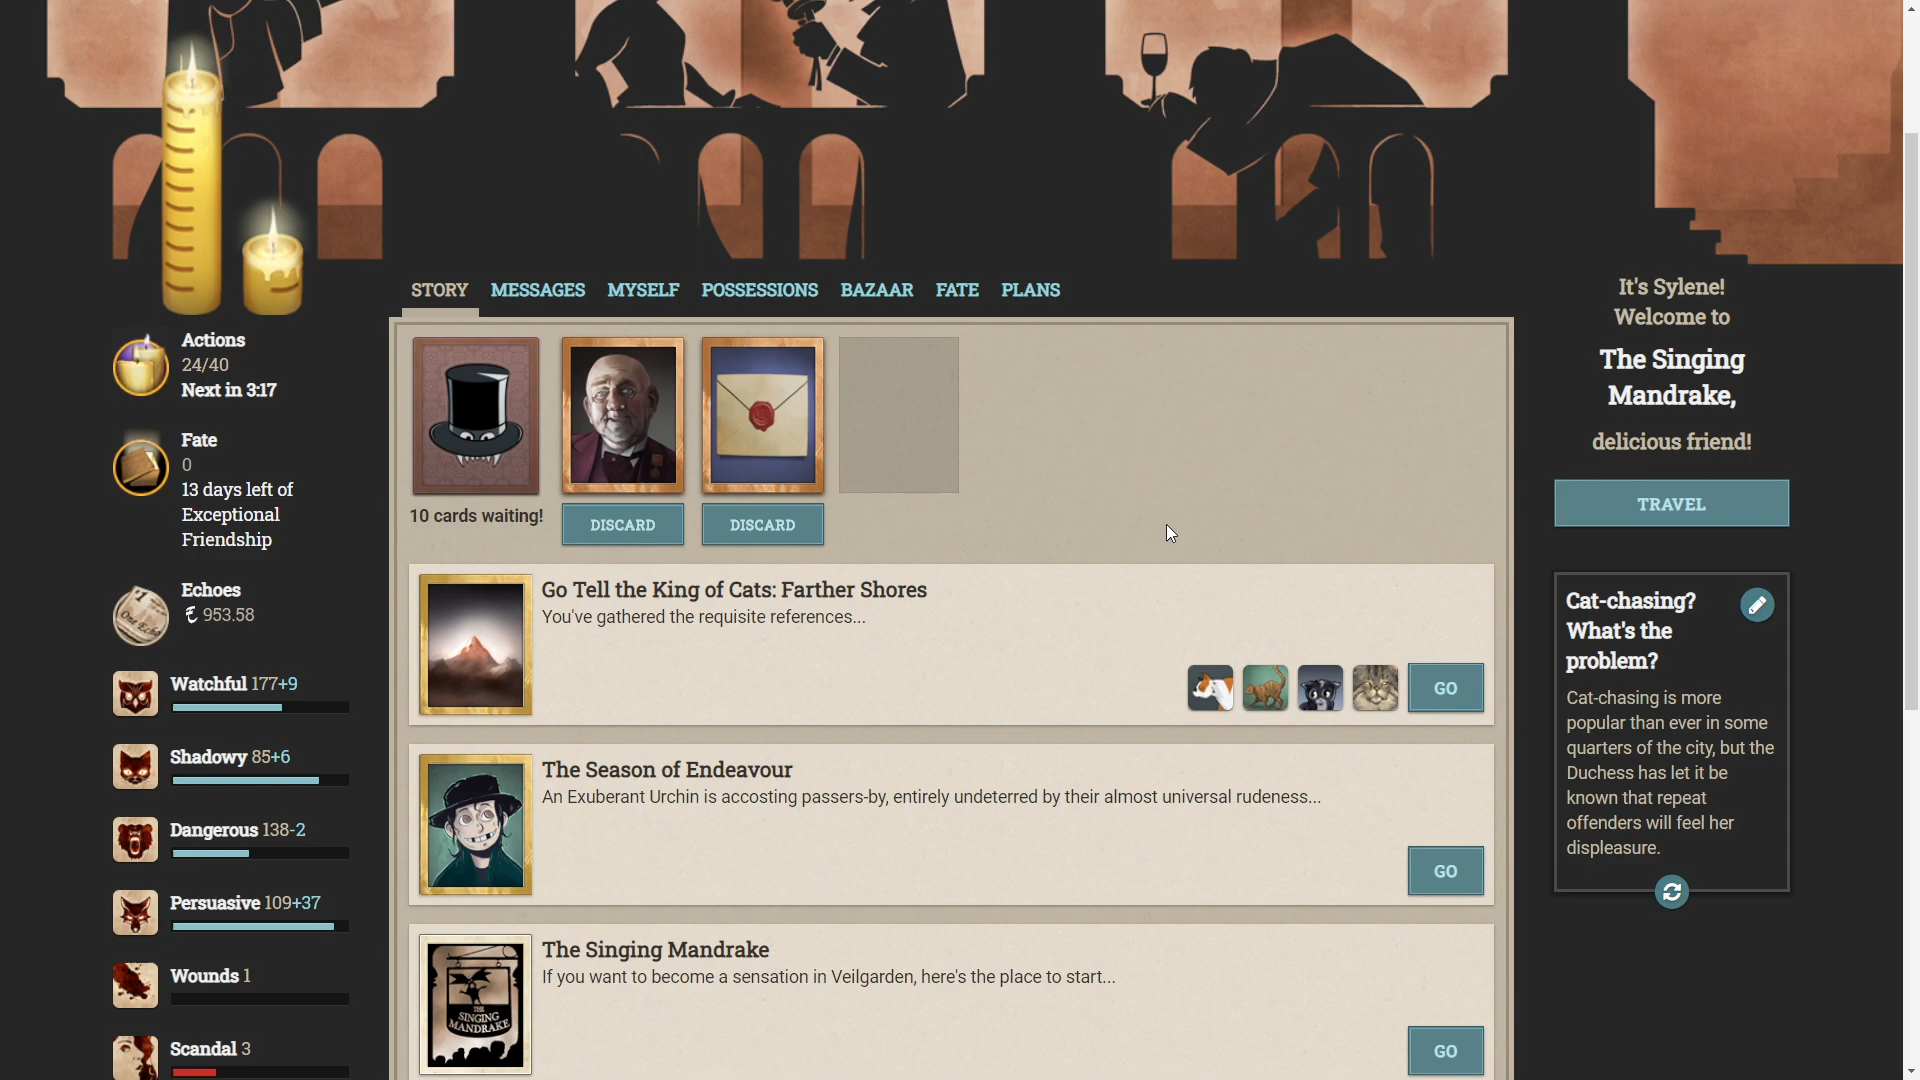 STORY MESSAGES MYSELF POSSESSIONS BAZAAR FATE PLANS
Actions
24/40
Next in 3:17
Fate
0
13 days left of
Exceptional
Friendship
Echoes
953.58
One Echo
Watchful 177+9
Shadowy 85+6
Dangerous 138-2
Persuasive 109+37
Wounds 1
Scandal 3
10 cards waiting!
DISCARD
DISCARD
Go Tell the King of Cats: Farther Shores
You've gathered the requisite references...
GO
The Season of Endeavour
An Exuberant Urchin is accosting passers-by, entirely undeterred by their almost universal rudeness...
GO
THE
SINGING
MANDRAKE
The Singing Mandrake
If you want to become a sensation in Veilgarden, here's the place to start...
GO
It's Sylene!
Welcome to
The Singing
Mandrake,
delicious friend!
TRAVEL
Cat-chasing?
What's the
problem?
Cat-chasing is more
popular than ever in some
quarters of the city, but the
Duchess has let it be
known that repeat
offenders will feel her
displeasure.